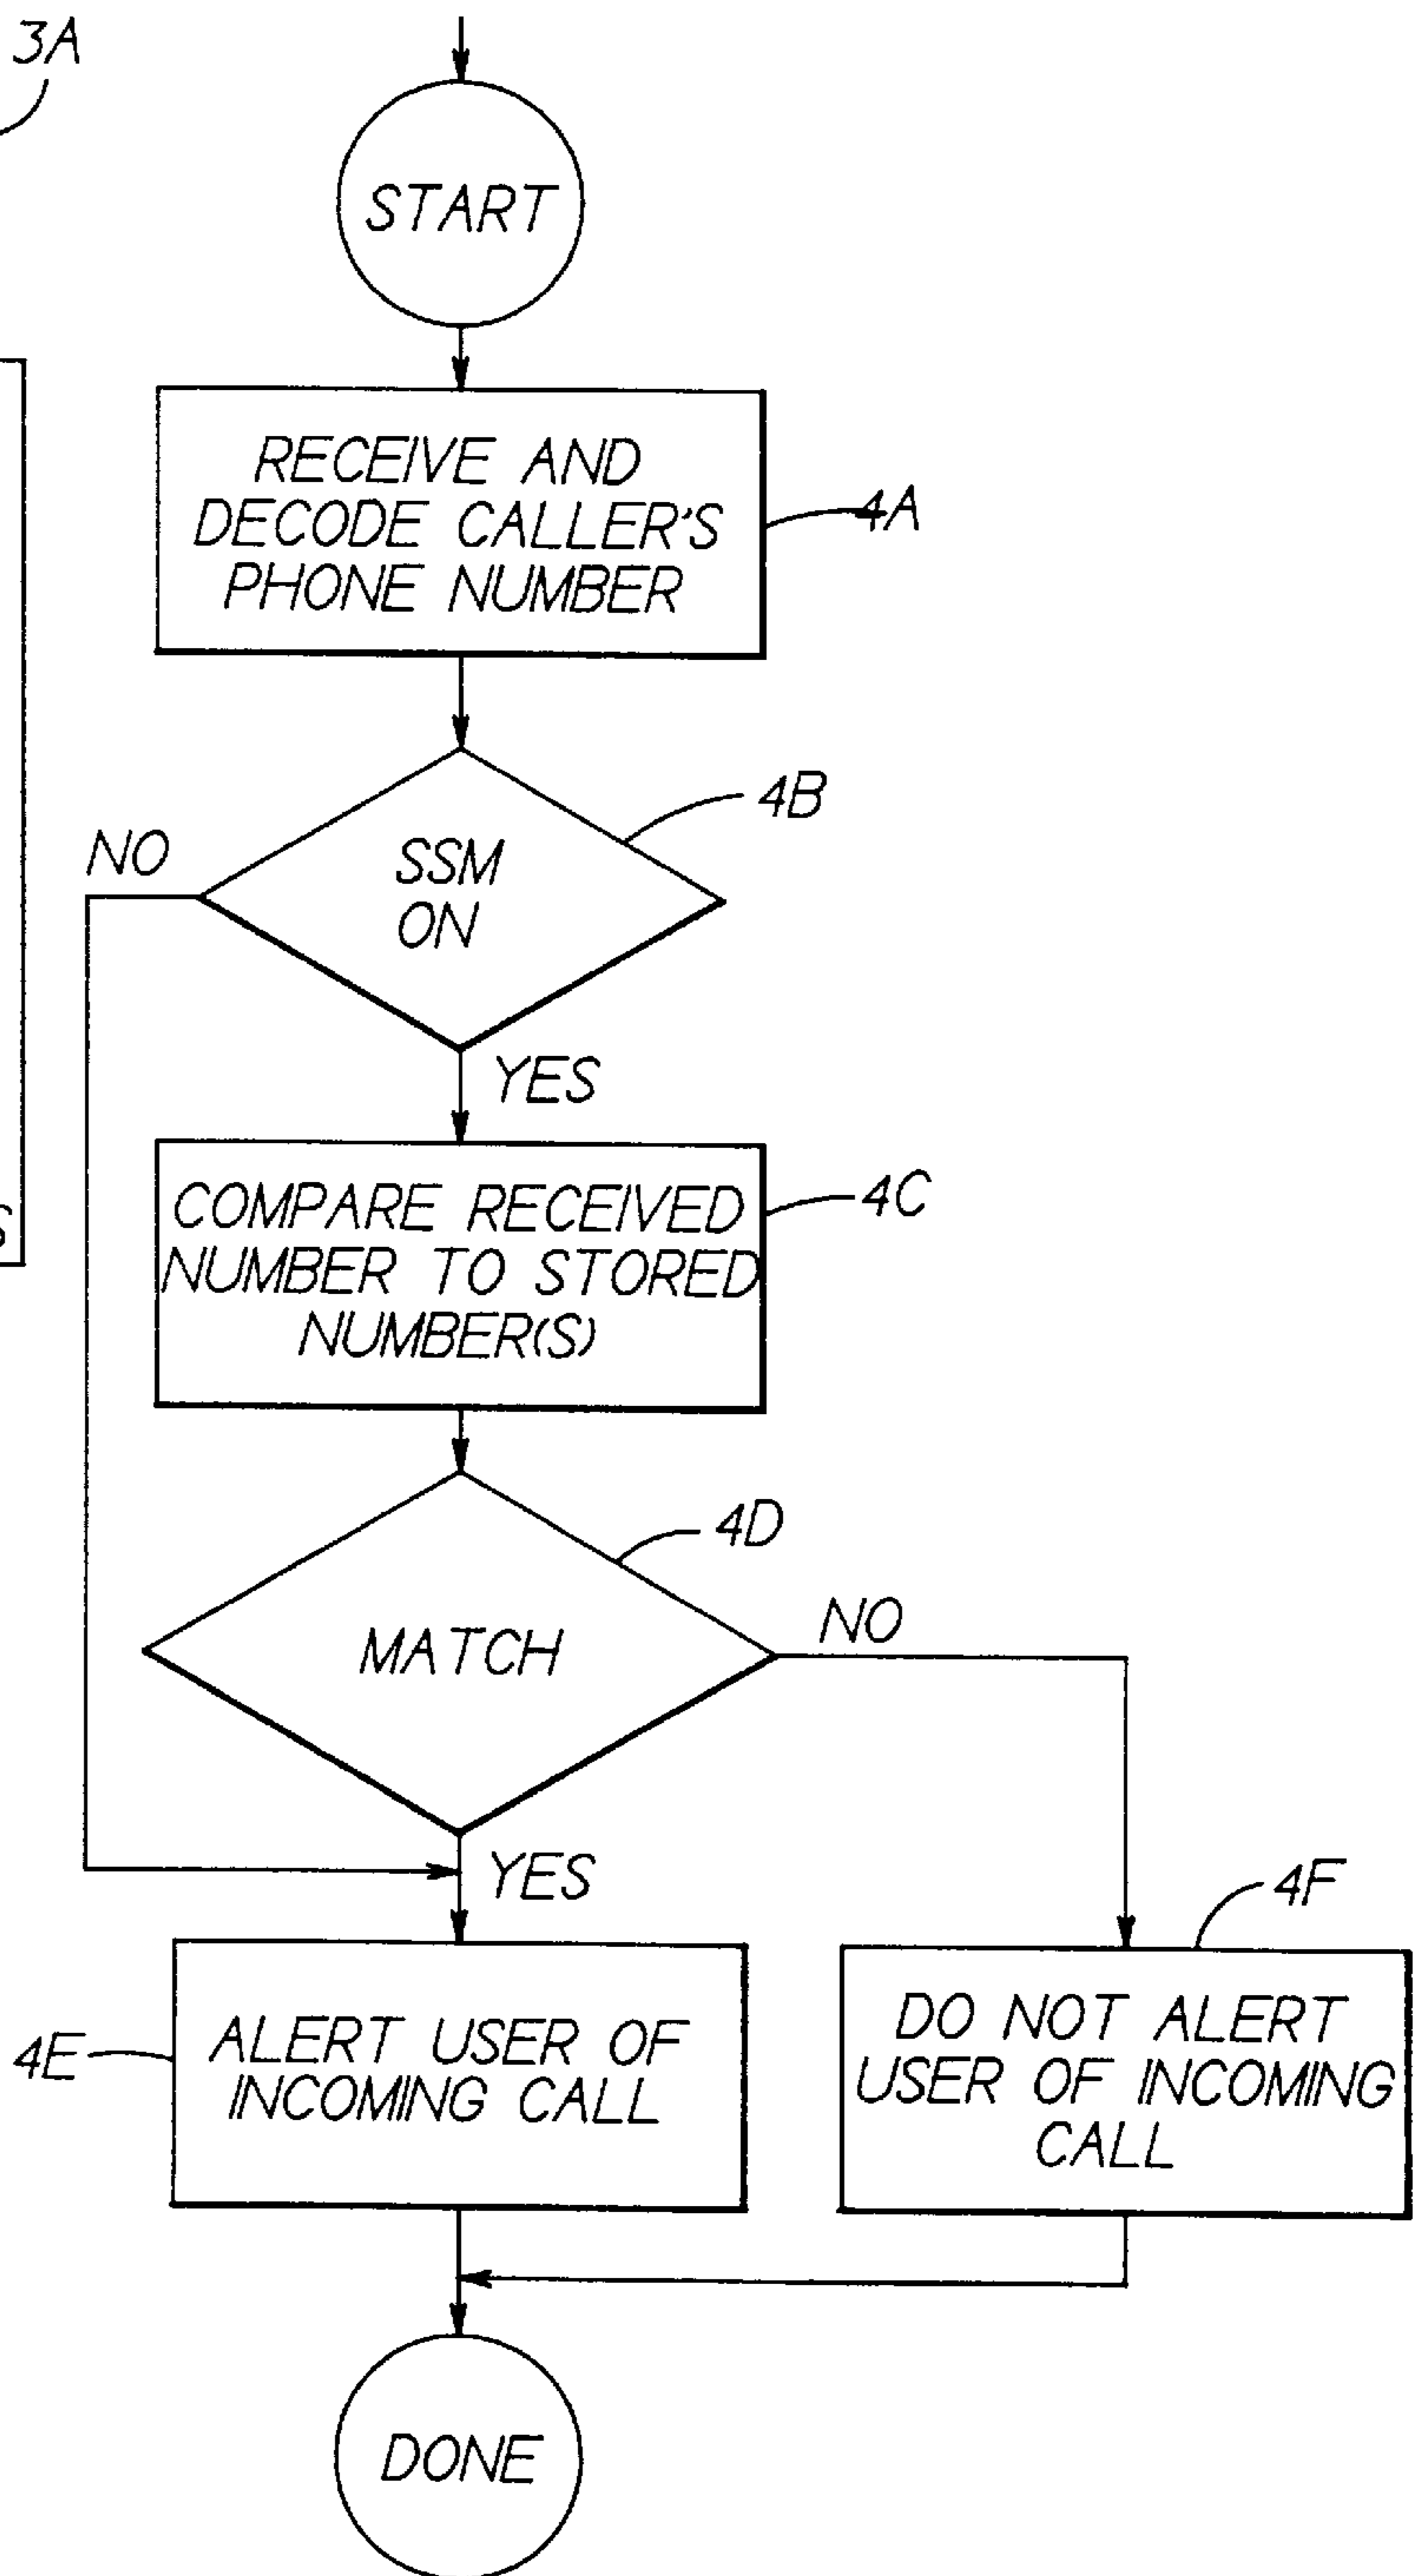 3A
START
RECEIVE AND
DECODE CALLER'S
PHONE NUMBER
4A
4B
NO
SSM
ON
YES
S
COMPARE RECEIVED
NUMBER TO STORED
NUMBER(S)
4C
4D
MATCH
NO
YES
4F
4E
ALERT USER OF
INCOMING CALL
DO NOT ALERT
USER OF INCOMING
CALL
DONE